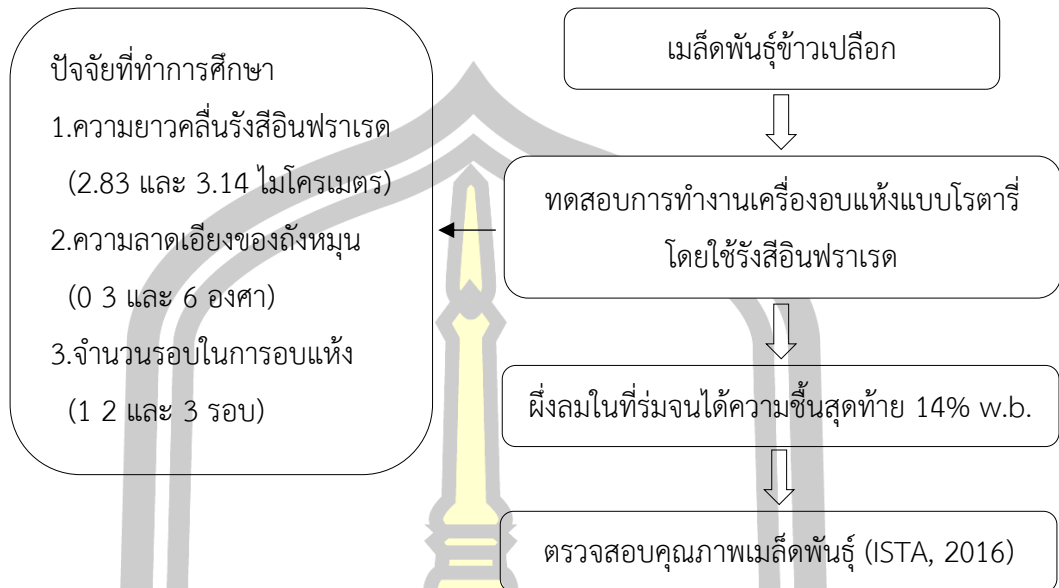 ปัจจัยที่ทำการศึกษา
1.ความยาวคลื่นรังสีอินฟราเรด
(2.83 และ 3.14 ไมโครเมตร)
2.ความลาดเอียงของถังหมุน
(0 3 และ 6 องศา)
3.จำนวนรอบในการอบแห้ง
(1 2 และ 3 รอบ)
เมล็ดพันธุ์ข้าวเปลือก
ทดสอบการทำงานเครื่องอบแห้งแบบโรตารี่
โดยใช้รังสีอินฟราเรด
ผึ่งลมในที่ร่มจนได้ความชื้นสุดท้าย 14% w.b.
ตรวจสอบคุณภาพเมล็ดพันธุ์ (ISTA, 2016)